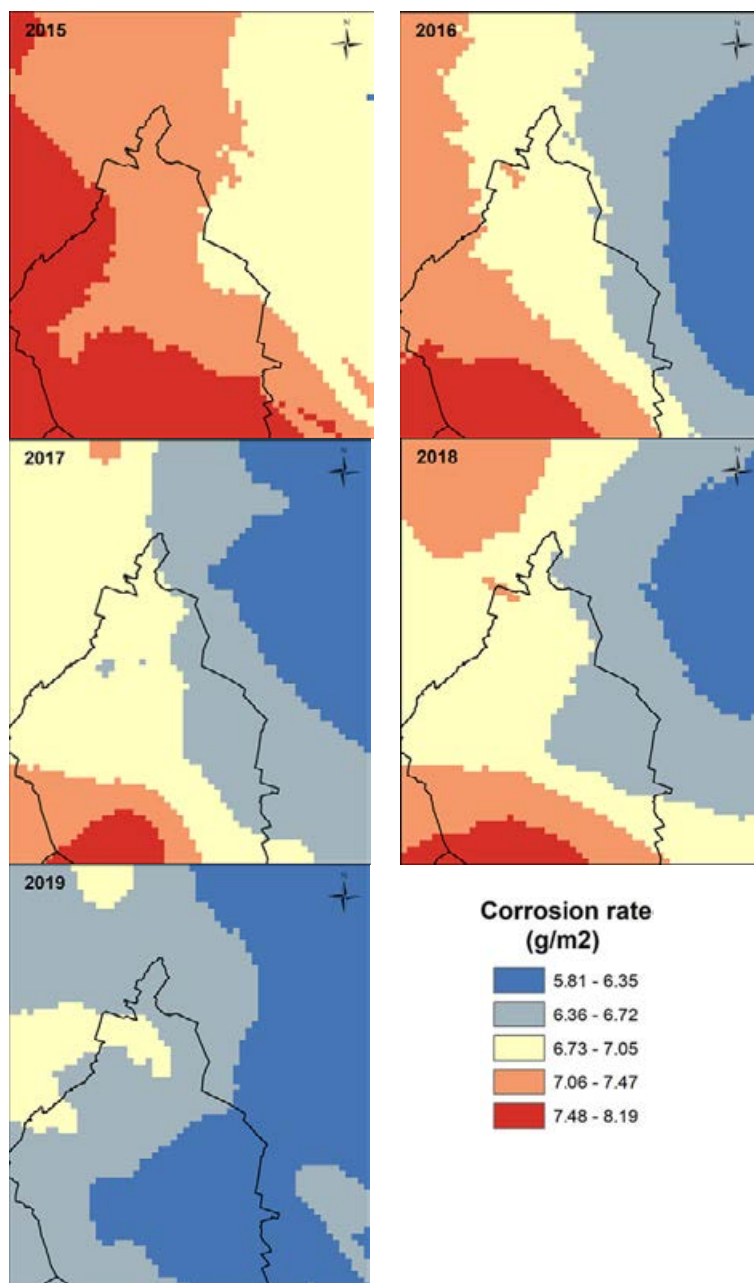 2015
N
2016
N
2017
N
2018
N
2019
N
Corrosion rate
(g/m2)
5.81 - 6.35
6.36 - 6.72
6.73 - 7.05
7.06 - 7.47
7.48 - 8.19